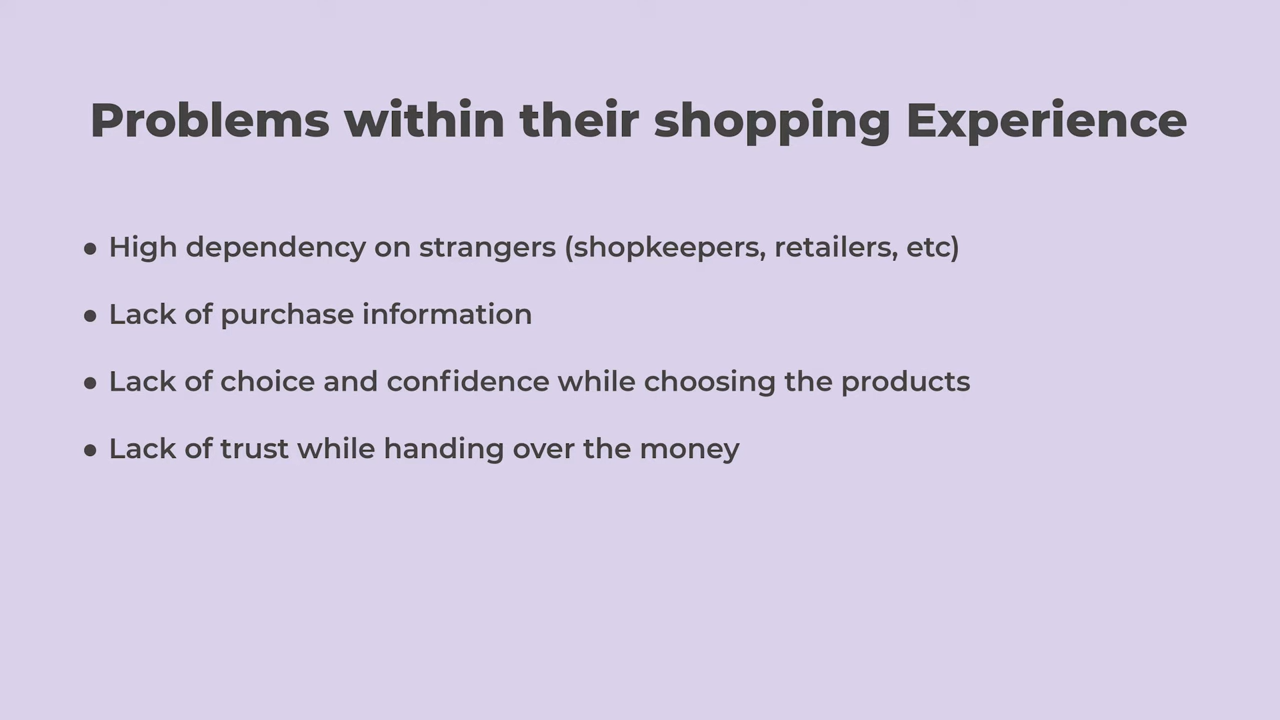 Problems within their shopping Experience
● High dependency on strangers (shopkeepers, retailers, etc)
● Lack of purchase information
● Lack of choice and confidence while choosing the products
● Lack of trust while handing over the money